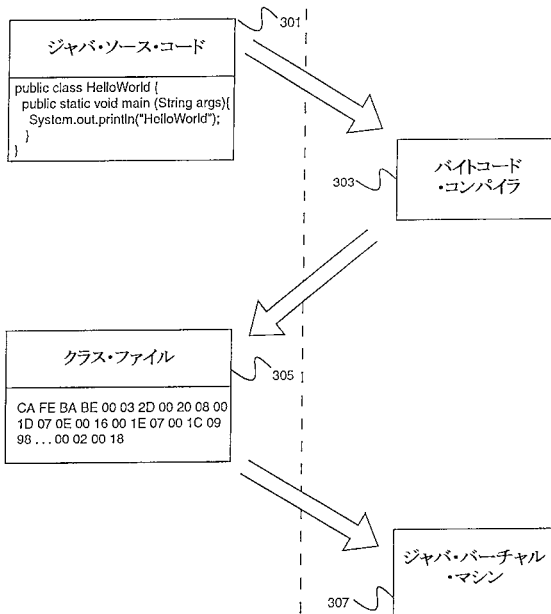 301
ジャバ・ソース・コード
public class HelloWorld {
public static void main (String args){
System.out.println("HelloWorld");
}
}
バイトコード
・コンパイラ
303
クラス・ファイル
305
CA FE BA BE 00 03 2D 00 20 08 00
1D 07 0E 00 16 00 1E 07 00 1C 09
98 . . . 00 02 00 18
ジャバ・バーチャル
・マシン
307